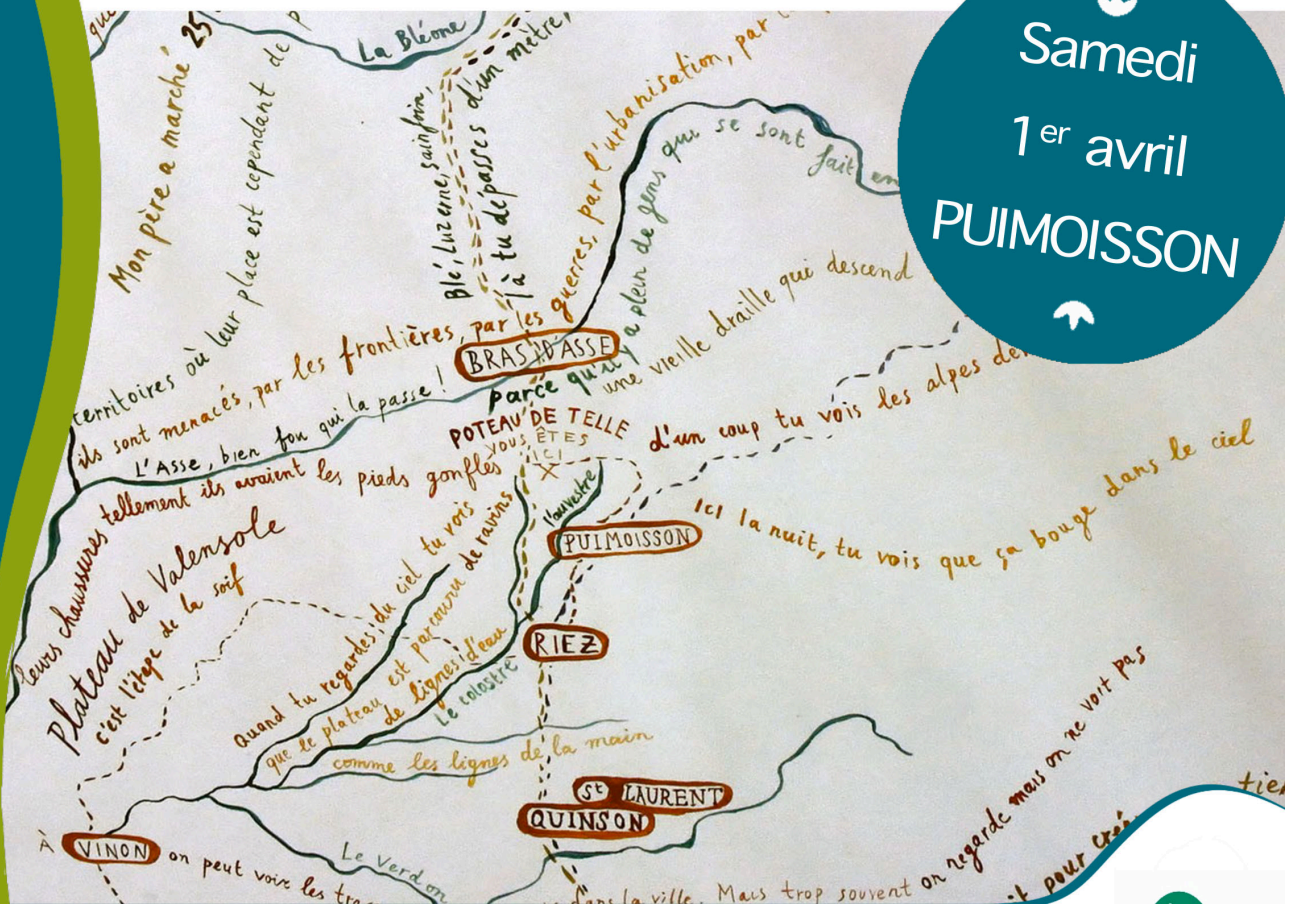 Samedi
1er avril
PUIMOISSON
qui
Mon père a marché 25
La Bléone
territoires où leur place est cependant de
Blé, Luzerne, sainfoin,
là tu dépasses d'un mètre,
ils sont menacés, par les frontières, par les guerres, par l'urbanisation, par
parce qu'il y a plein de gens qui se sont fait
BRAS D'ASSE
L'Asse, bien fou qui la passe !
une vieille draille qui descend
POTEAU DE TELLE
VOUS ÊTES
ICI
X
d'un coup tu vois les alpes
leurs chaussures tellement ils avaient les pieds gonflés
l'auvestre
PUIMOISSON
Ici la nuit, tu vois que ça bouge dans le ciel
Plateau de Valensole
c'est l'étape de la soif
Quand tu regardes du ciel tu vois
que le plateau est parcouru de ravins
de lignes d'eau
comme les lignes de la main
Le colostre
RIEZ
St LAURENT
QUINSON
À VINON on peut voir les
Le Verdon
dans la ville. Mais trop souvent on regarde mais on ne voit pas
pour